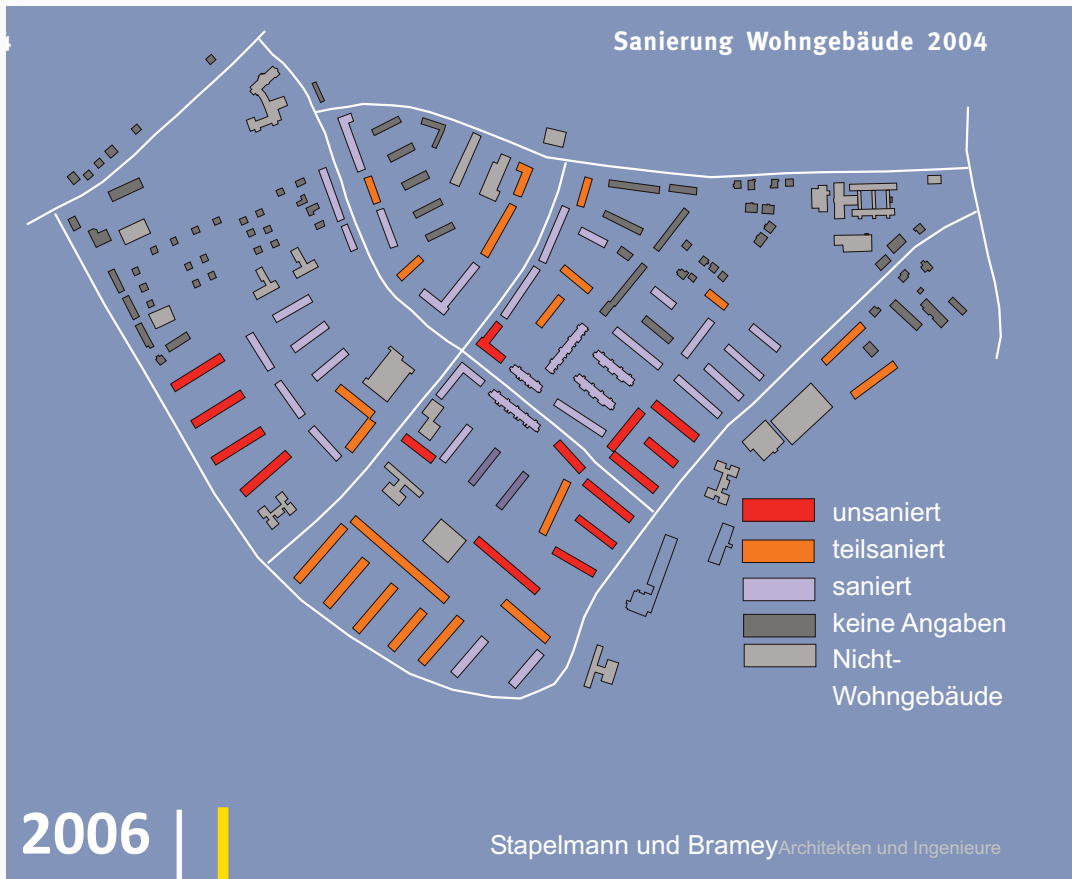 Sanierung Wohngebäude 2004
unsaniert
teilsaniert
saniert
keine Angaben
Nicht-
Wohngebäude
2006
Stapelmann und Bramey Architekten und Ingenieure